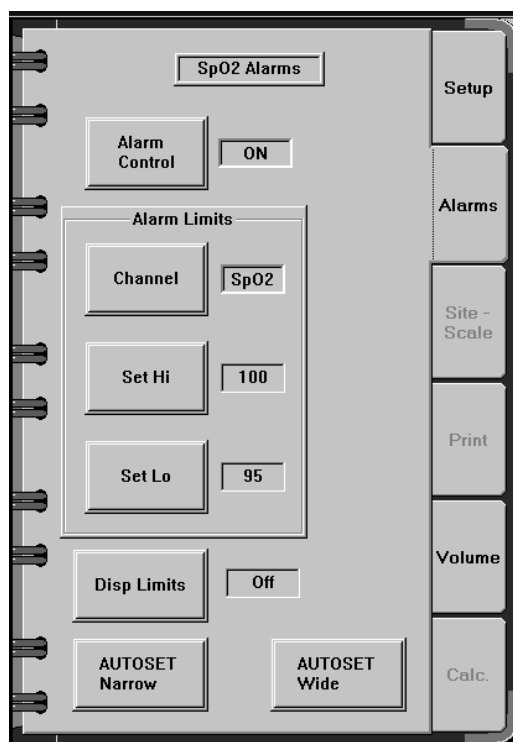 SpO2 Alarms
Alarm
Control
ON
Alarm Limits
Channel
SpO2
Set Hi
100
Set Lo
95
Disp Limits
Off
AUTOSET
Narrow
AUTOSET
Wide
Setup
Alarms
Site -
Scale
Print
Volume
Calc.